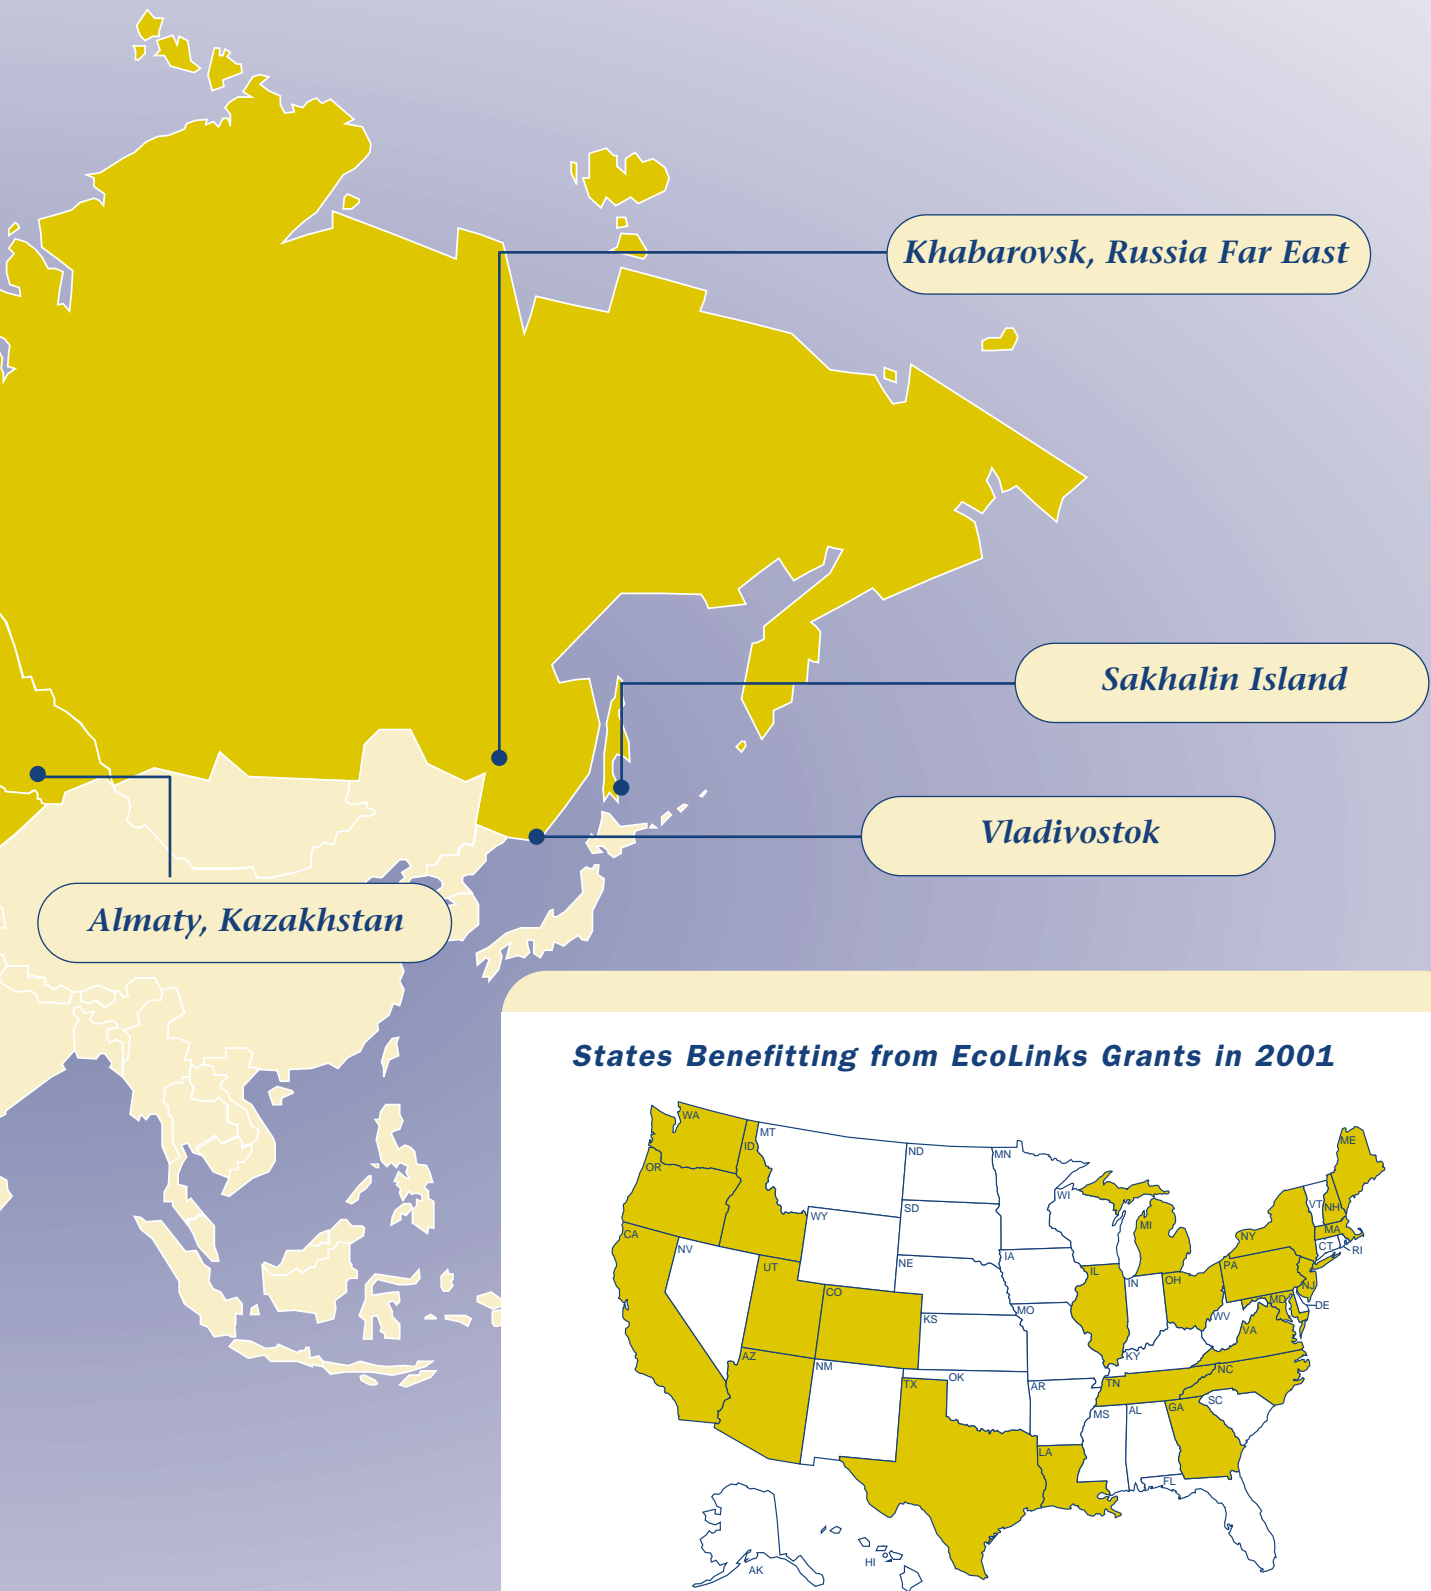 Khabarovsk, Russia Far East
Sakhalin Island
Vladivostok
Almaty, Kazakhstan
States Benefitting from EcoLinks Grants in 2001
WA
MT
ND
MN
ME
ID
OR
WI
SD
VT
NH
WY
MI
MA
CA
NY
NV
CT
RI
IA
NE
UT
IL
PA
IN
OH
NJ
CO
MD
DE
MO
KS
WV
VA
AZ
KY
NM
NC
OK
TX
AR
TN
SC
MS
AL
GA
LA
FL
HI
AK